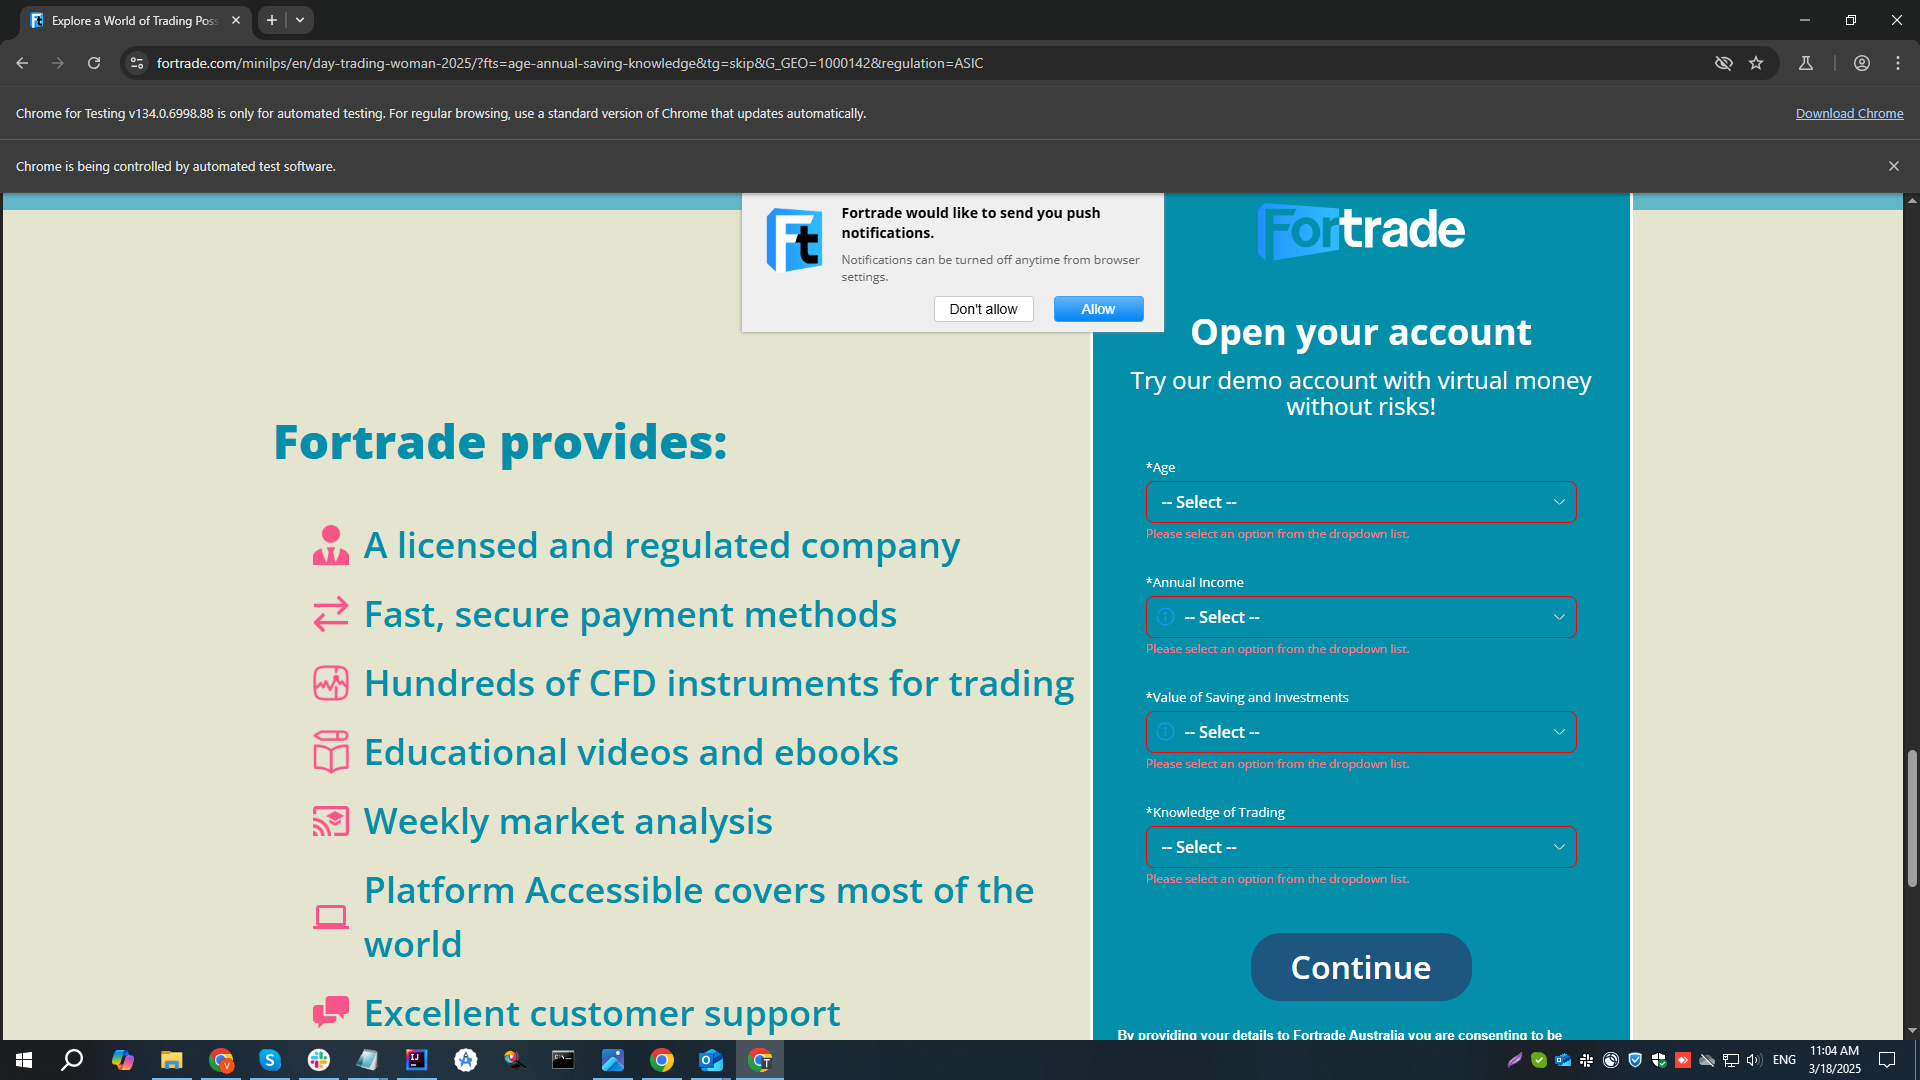 Explore a World of Trading Pos
fortrade.com/minilps/en/day-trading-woman-2025/?fts=age-annual-saving-knowledge&tg=skip&G_GEO=1000142&regulation=ASIC
Chrome for Testing v134.0.6998.88 is only for automated testing. For regular browsing, use a standard version of Chrome that updates automatically.
Download Chrome
Chrome is being controlled by automated test software.
Ft
Fortrade would like to send you push
notifications.
Notifications can be turned off anytime from browser
settings.
Don't allow
Allow
Fortrade
Open your account
Try our demo account with virtual money
without risks!
*Age
-- Select --
Please select an option from the dropdown list.
*Annual Income
-- Select --
Please select an option from the dropdown list.
*Value of Saving and Investments
-- Select --
Please select an option from the dropdown list.
*Knowledge of Trading
-- Select --
Please select an option from the dropdown list.
Continue
By providing your details to Fortrade Australia you are consenting to be
Fortrade provides:
A licensed and regulated company
Fast, secure payment methods
Hundreds of CFD instruments for trading
Educational videos and ebooks
Weekly market analysis
Platform Accessible covers most of the
world
Excellent customer support
ENG
11:04 AM
3/18/2025